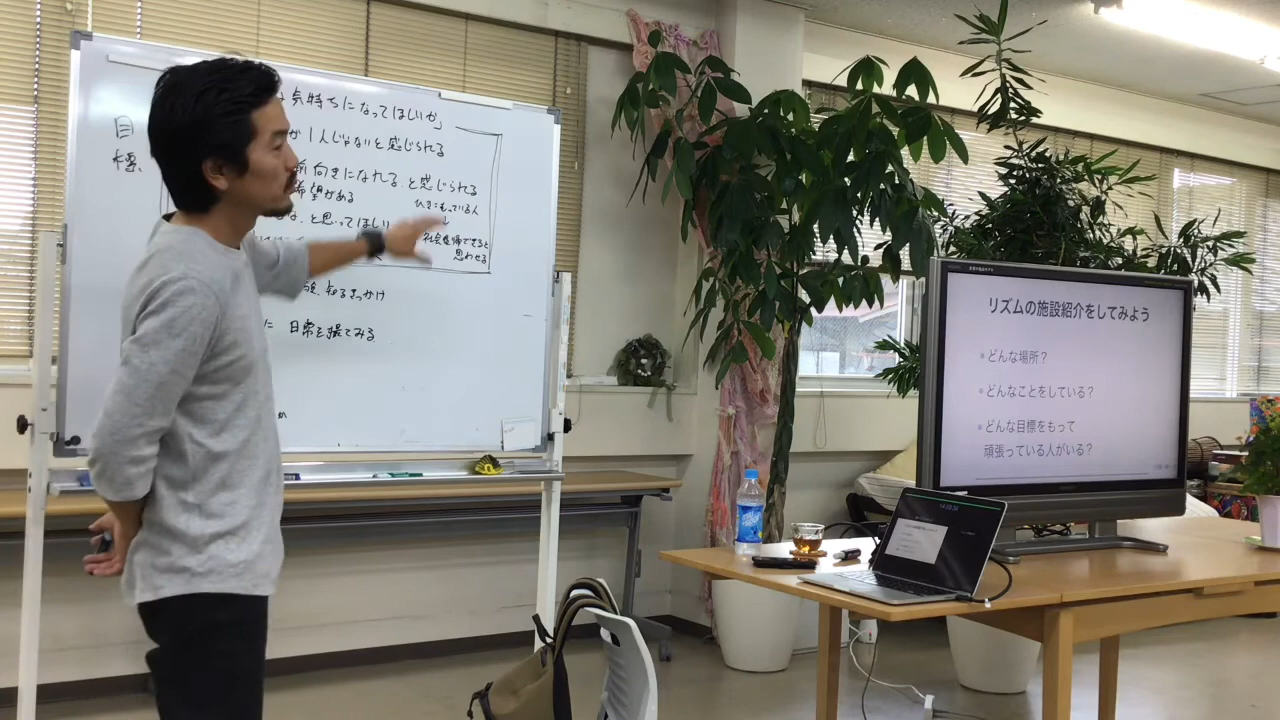 気持ちになってほしいか」
目標
が1人じゃないと感じられる
前向きになれる。と感じられる
希望がある
ひきこもっている人
↓
な。と思ってほしい
社会復帰できると
思わせる
知るきっかけ
に 日常を撮てみる
リズムの施設紹介をしてみよう
•どんな場所？
•どんなことをしている？
•どんな目標をもって
頑張っている人がいる？